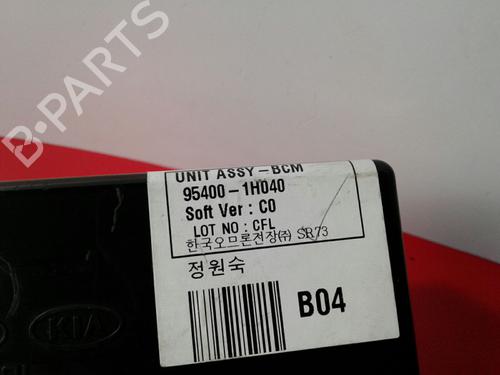 B-PARTS
UNIT ASSY-BCM
95400-1H040
Soft Ver : C0
LOT NO : CFL
한국오므론전장㈜ SR73
정원숙
B04
KIA